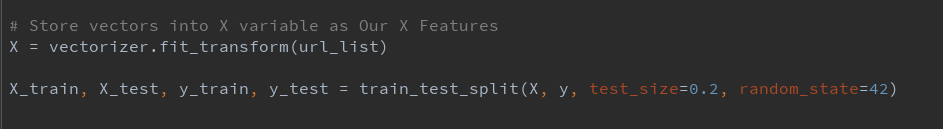 # Store vectors into X variable as Our X Features
X = vectorizer.fit_transform(url_list)
X_train, X_test, y_train, y_test = train_test_split(X, y, test_size=0.2, random_state=42)